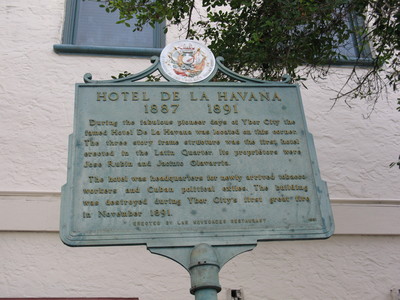 HOTEL DE LA HAVANA
1887 1891
During the fabulous pioneer days of Ybor City the
famed Hotel De La Havana was located on this corner.
The three story frame structure was the first hotel
erected in the Latin Quarter. Its proprietors were
Jose Rubin and Jacinto Olavarria.
The hotel was headquarters for newly arrived tobacco
workers and Cuban political exiles. The building
was destroyed during Ybor City's first great fire
in November 1891.
ERECTED BY LAS NOVEDADES RESTAURANT